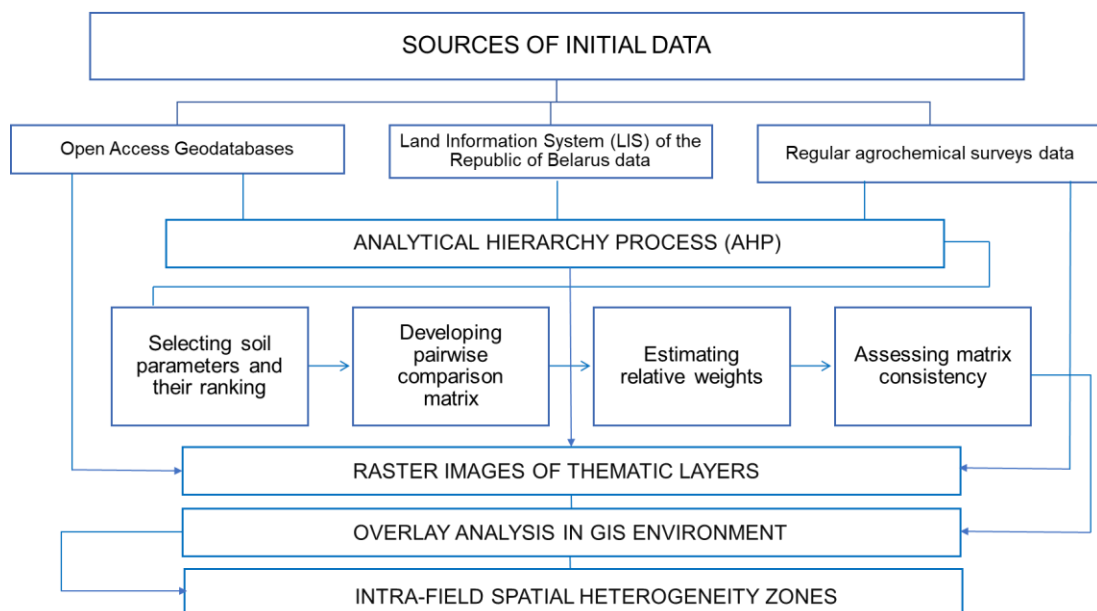 SOURCES OF INITIAL DATA
Open Access Geodatabases
Land Information System (LIS) of the
Republic of Belarus data
Regular agrochemical surveys data
ANALYTICAL HIERARCHY PROCESS (AHP)
Selecting soil
parameters and
their ranking
Developing
pairwise
comparison
matrix
Estimating
relative weights
Assessing matrix
consistency
RASTER IMAGES OF THEMATIC LAYERS
OVERLAY ANALYSIS IN GIS ENVIRONMENT
INTRA-FIELD SPATIAL HETEROGENEITY ZONES